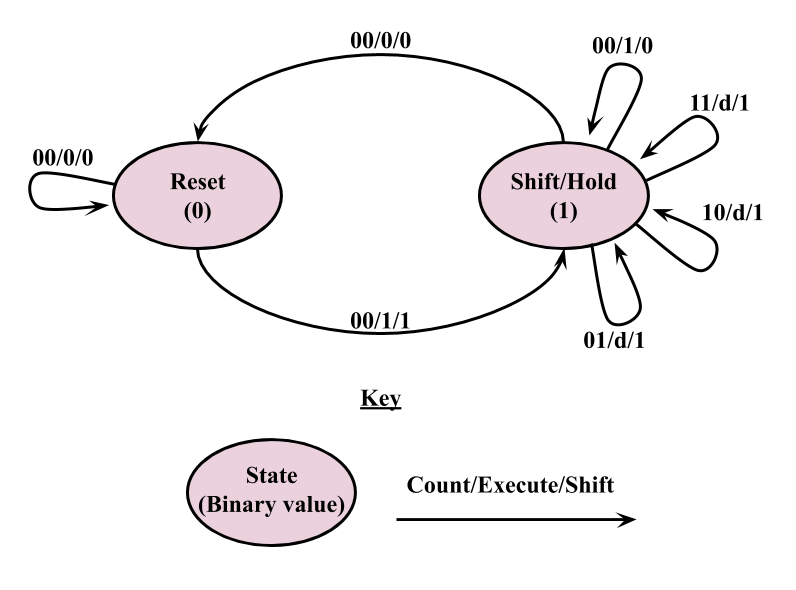 00/0/0
00/1/0
11/d/1
00/0/0
Reset
(0)
Shift/Hold
(1)
10/d/1
00/1/1
01/d/1
Key
State
(Binary value)
Count/Execute/Shift